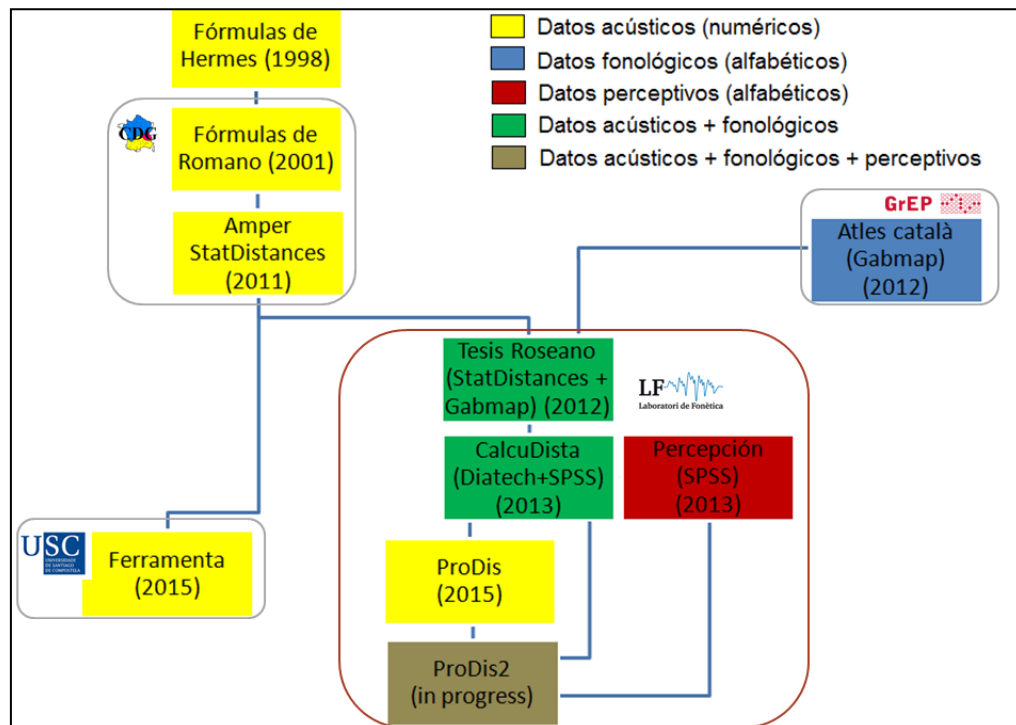 Fórmulas de
Hermes (1998)
Datos acústicos (numéricos)
Datos fonológicos (alfabéticos)
Datos perceptivos (alfabéticos)
Datos acústicos + fonológicos
Datos acústicos + fonológicos + perceptivos
CDG
Fórmulas de
Romano (2001)
Amper
StatDistances
(2011)
GrEP
Atles català
(Gabmap)
(2012)
Tesis Roseano
(StatDistances +
Gabmap) (2012)
LF
Laboratori de Fonètica
CalcuDista
(Diatech+SPSS)
(2013)
Percepción
(SPSS)
(2013)
USC
UNIVERSIDADE
DE SANTIAGO
DE COMPOSTELA
Ferramenta
(2015)
ProDis
(2015)
ProDis2
(in progress)